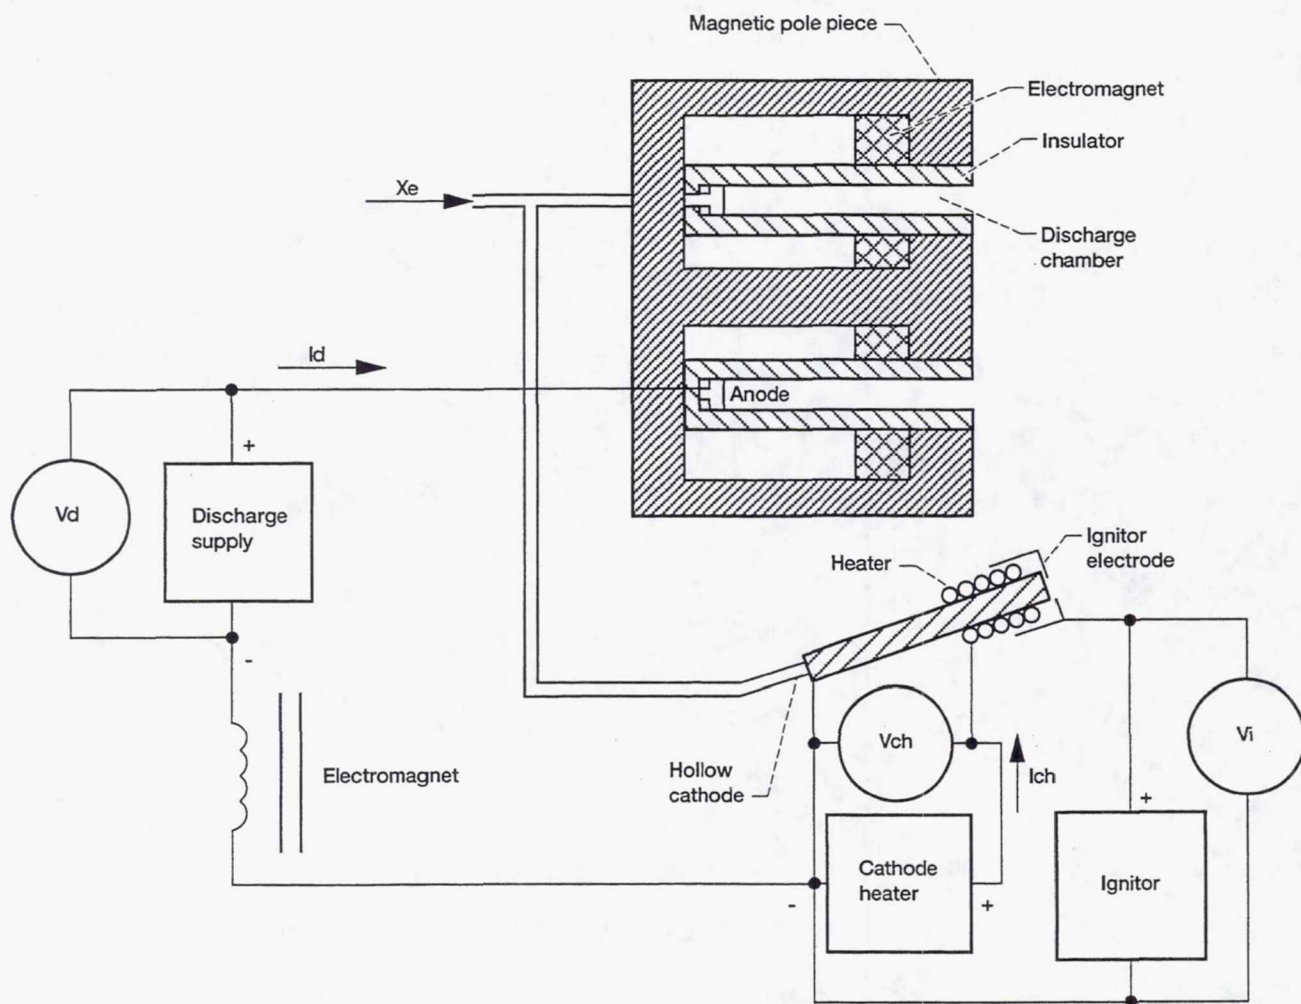 Magnetic pole piece
Electromagnet
Insulator
Xe
Discharge
chamber
Id
Anode
+
Vd
Discharge
supply
-
Heater
Ignitor
electrode
Electromagnet
Hollow
cathode
Vch
Ich
Vi
+
Cathode
heater
Ignitor
-
+